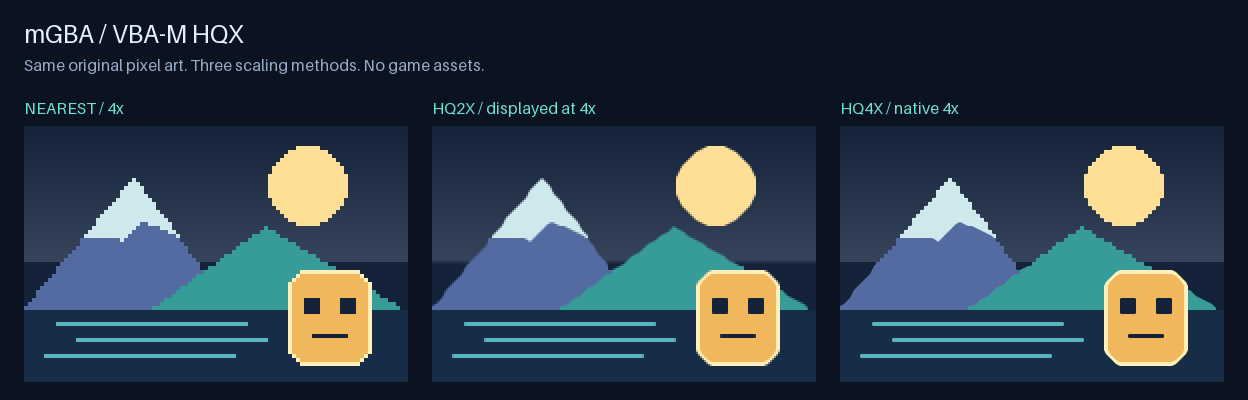 mGBA / VBA-M HQX
Same original pixel art. Three scaling methods. No game assets.
NEAREST / 4x
HQ2X / displayed at 4x
HQ4X / native 4x